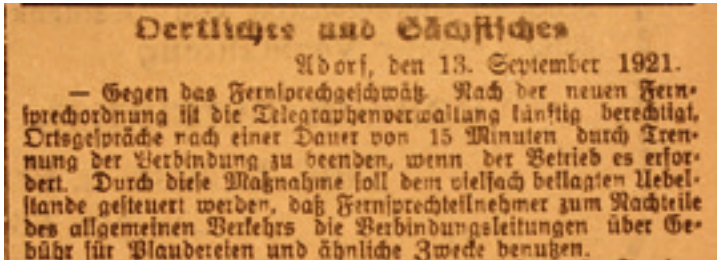 Oertliches und Sächsisches
Adorf, den 13. September 1921.
— Gegen das Fernsprechgeschwätz. Nach der neuen Fern-
sprechordnung ist die Telegraphenverwaltung künftig berechtigt,
Ortsgespräche nach einer Dauer von 15 Minuten durch Tren-
nung der Verbindung zu beenden, wenn der Betrieb es erfor-
dert. Durch diese Maßnahme soll dem vielfach beklagten Uebel-
stande gesteuert werden, daß Fernsprechteilnehmer zum Nachteile
des allgemeinen Verkehrs die Verbindungsleitungen über Ge-
bühr für Plaudereien und ähnliche Zwecke benutzen.